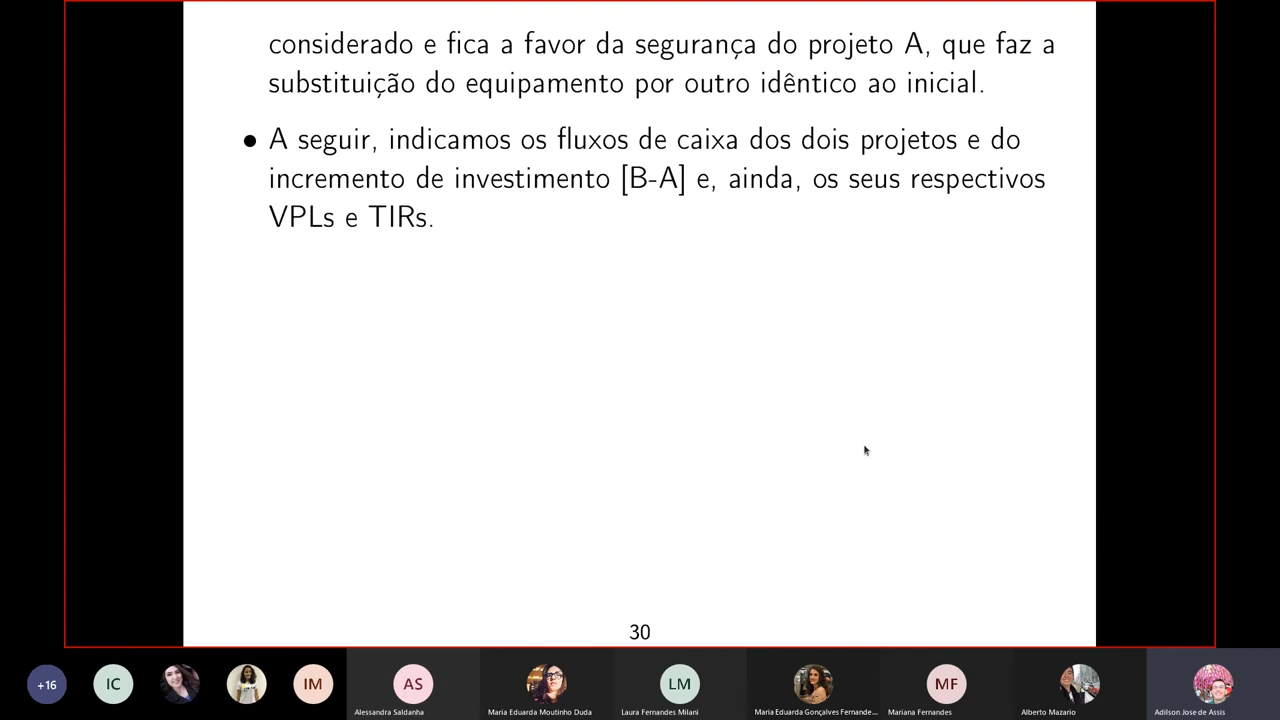 considerado e fica a favor da segurança do projeto A, que faz a
substituição do equipamento por outro idêntico ao inicial.
• A seguir, indicamos os fluxos de caixa dos dois projetos e do
incremento de investimento [B-A] e, ainda, os seus respectivos
VPLs e TIRs.
30
+16
IC
IM
AS
LM
MF
Alessandra Saldanha
Maria Eduarda Moutinho Duda
Laura Fernandes Milani
Maria Eduarda Gonçalves Fernande...
Mariana Fernandes
Alberto Mazario
Adilson Jose de Assis